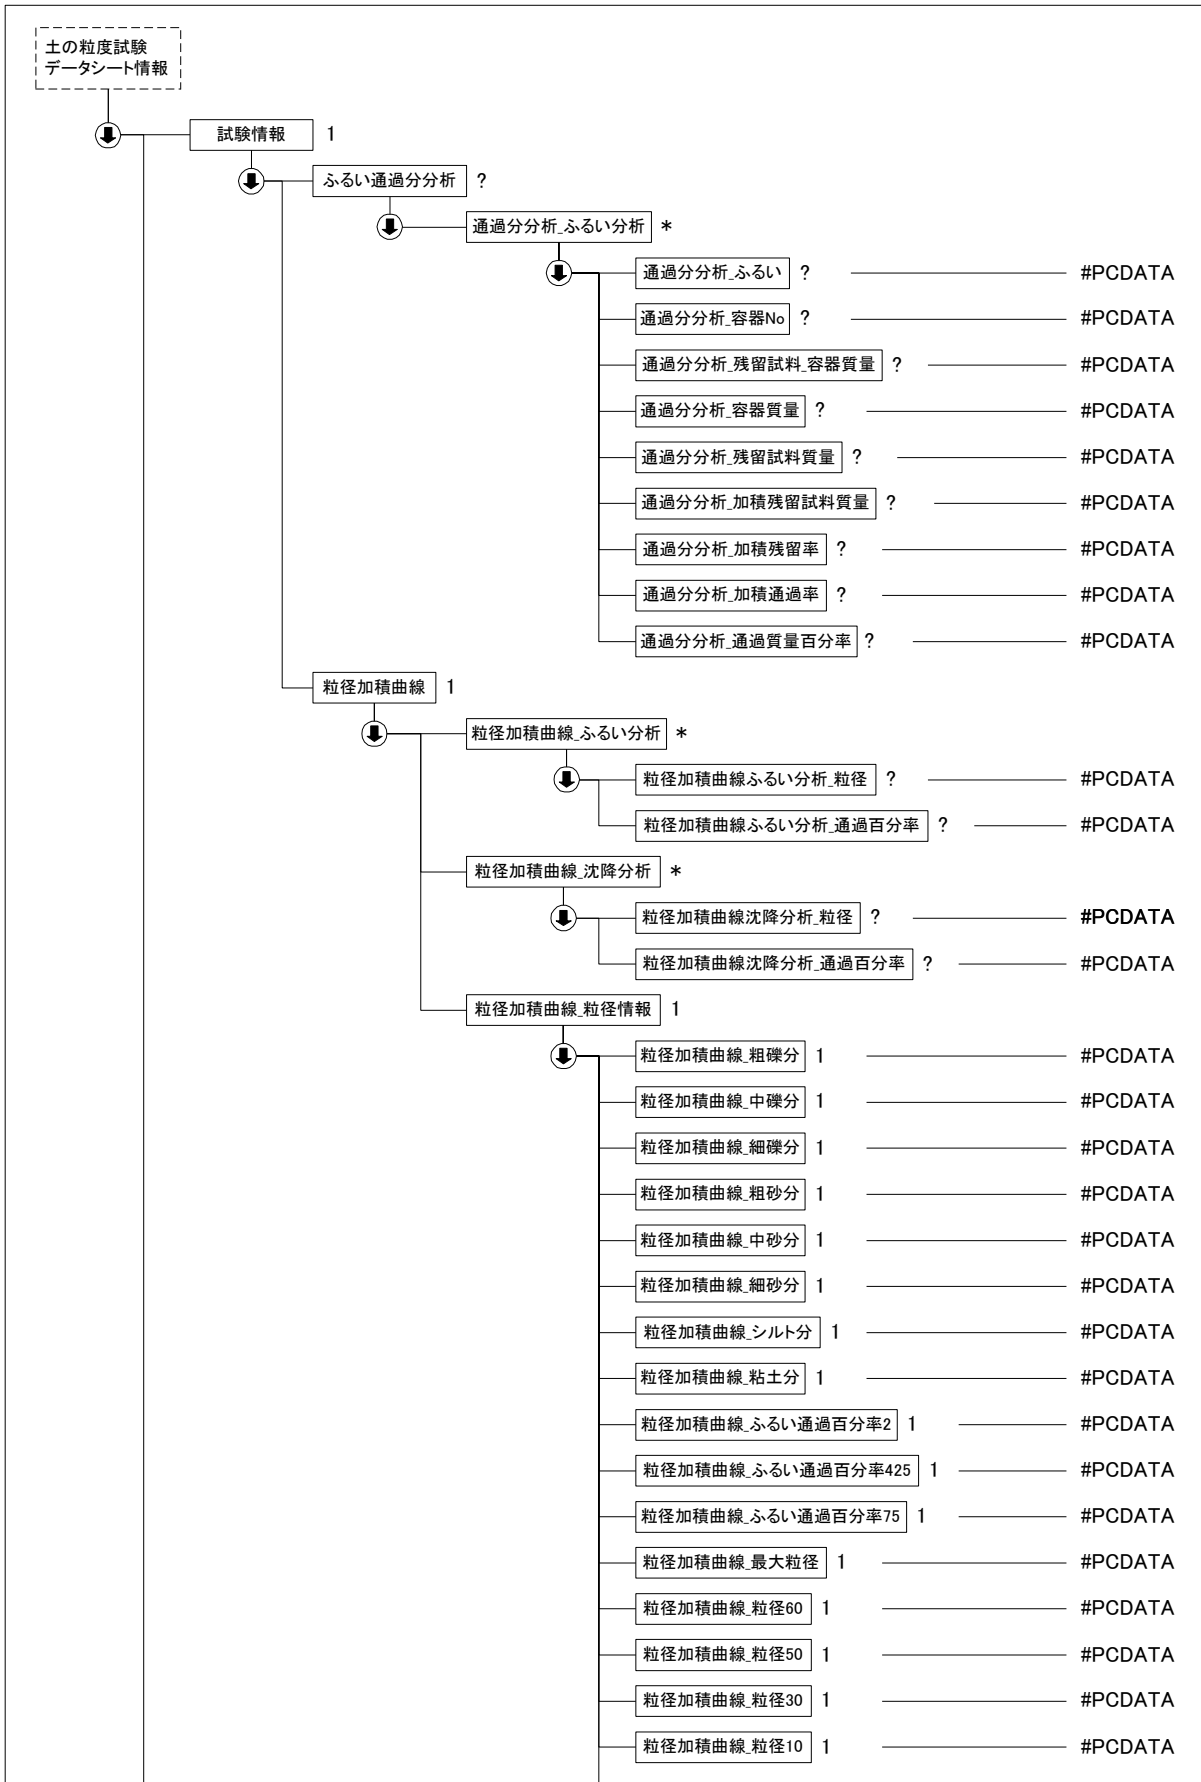 土の粒度試験
データシート情報
試験情報 1
ふるい通過分分析 ?
通過分分析_ふるい分析 *
通過分分析_ふるい ? #PCDATA
通過分分析_容器No ? #PCDATA
通過分分析_残留試料_容器質量 ? #PCDATA
通過分分析_容器質量 ? #PCDATA
通過分分析_残留試料質量 ? #PCDATA
通過分分析_加積残留試料質量 ? #PCDATA
通過分分析_加積残留率 ? #PCDATA
通過分分析_加積通過率 ? #PCDATA
通過分分析_通過質量百分率 ? #PCDATA
粒径加積曲線 1
粒径加積曲線_ふるい分析 *
粒径加積曲線ふるい分析_粒径 ? #PCDATA
粒径加積曲線ふるい分析_通過百分率 ? #PCDATA
粒径加積曲線_沈降分析 *
粒径加積曲線沈降分析_粒径 ? #PCDATA
粒径加積曲線沈降分析_通過百分率 ? #PCDATA
粒径加積曲線_粒径情報 1
粒径加積曲線_粗礫分 1 #PCDATA
粒径加積曲線_中礫分 1 #PCDATA
粒径加積曲線_細礫分 1 #PCDATA
粒径加積曲線_粗砂分 1 #PCDATA
粒径加積曲線_中砂分 1 #PCDATA
粒径加積曲線_細砂分 1 #PCDATA
粒径加積曲線_シルト分 1 #PCDATA
粒径加積曲線_粘土分 1 #PCDATA
粒径加積曲線_ふるい通過百分率2 1 #PCDATA
粒径加積曲線_ふるい通過百分率425 1 #PCDATA
粒径加積曲線_ふるい通過百分率75 1 #PCDATA
粒径加積曲線_最大粒径 1 #PCDATA
粒径加積曲線_粒径60 1 #PCDATA
粒径加積曲線_粒径50 1 #PCDATA
粒径加積曲線_粒径30 1 #PCDATA
粒径加積曲線_粒径10 1 #PCDATA